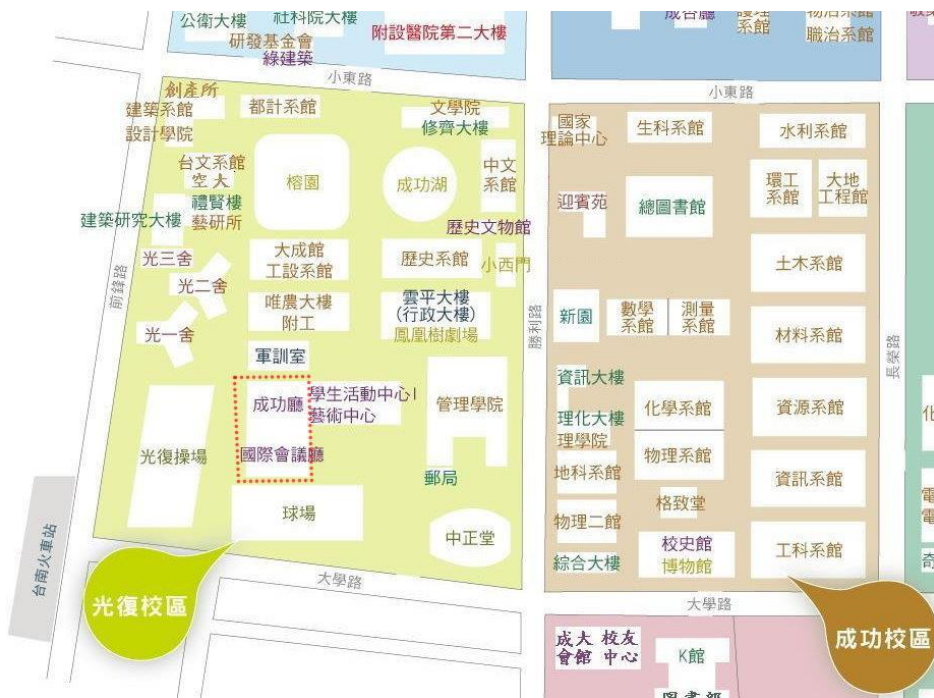 公衛大樓
社科院大樓
研發基金會
綠建築
附設醫院第二大樓
成杏廳
護理
系館
物治系館
職治系館
小東路
小東路
創產所
建築系館
設計學院
都計系館
文學院
修齊大樓
台文系館
空大
榕園
成功湖
中文
系館
禮賢樓
藝研所
建築研究大樓
歷史文物館
光三舍
大成館
工設系館
歷史系館
小西門
光二舍
唯農大樓
附工
雲平大樓
(行政大樓)
鳳凰樹劇場
光一舍
軍訓室
成功廳
學生活動中心I
藝術中心
管理學院
國際會議廳
光復操場
郵局
球場
中正堂
前鋒路
勝利路
長榮路
台南火車站
大學路
光復校區
國家
理論中心
生科系館
水利系館
迎賓苑
總圖書館
環工
系館
大地
工程館
土木系館
新園
數學
系館
測量
系館
材料系館
資訊大樓
理化大樓
理學院
化學系館
資源系館
地科系館
物理系館
資訊系館
物理二館
格致堂
綜合大樓
校史館
博物館
工科系館
大學路
成功校區
成大 校友
會館 中心
K館
化
電
電
奇